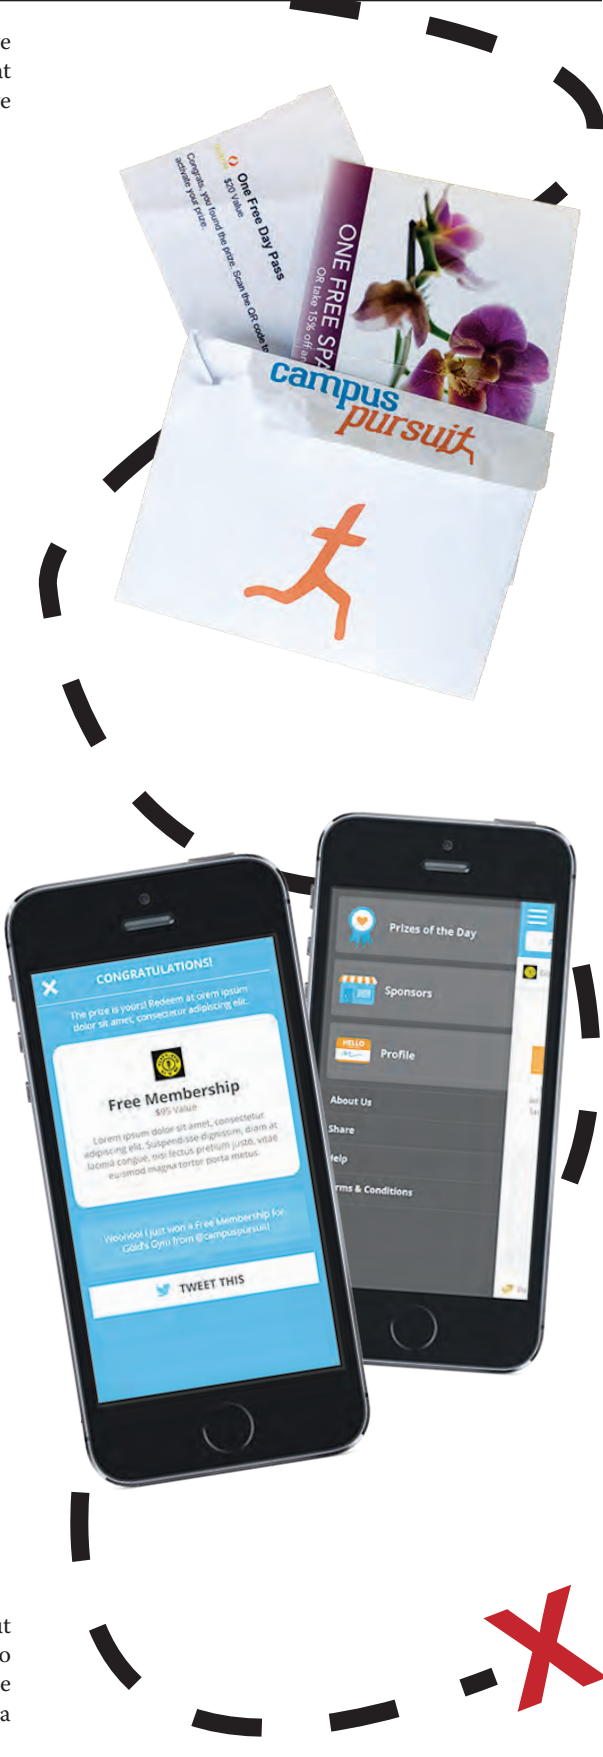 One Free Day Pass
$20 Value
Congrats, you found the prize. Scan the QR code to
activate your prize.
ONE FREE SPA
OR take 15% off
campus
pursuit
CONGRATULATIONS!
The prize is yours! Redeem at orem ipsum
dolor sit amet, consectetur adipiscing elit.
Free Membership
$95 Value
Lorem ipsum dolor sit amet, consectetur
adipiscing elit. Suspendisse dignissim, diam at
lacinia congue, nisi lectus pretium justo, vitae
euismod magna tortor porta metus.
Woohoo! I just won a Free Membership for
Gold's Gym from @campuspursuit!
TWEET THIS
Prizes of the Day
Sponsors
HELLO
Profile
About Us
Share
elp
rms & Conditions
X
a